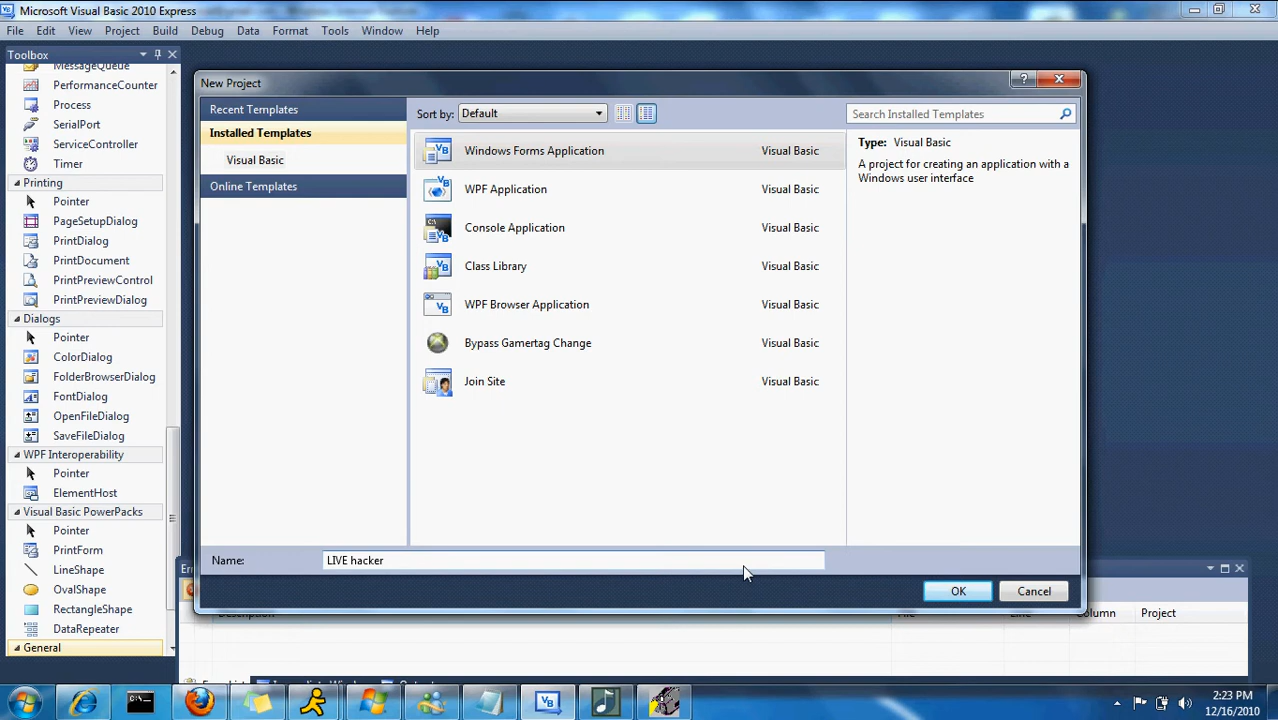 Microsoft Visual Basic 2010 Express
File Edit View Project Build Debug Data Format Tools Window Help
Toolbox
MessageQueue
PerformanceCounter
Process
SerialPort
ServiceController
Timer
Printing
Pointer
PageSetupDialog
PrintDialog
PrintDocument
PrintPreviewControl
PrintPreviewDialog
Dialogs
Pointer
ColorDialog
FolderBrowserDialog
FontDialog
OpenFileDialog
SaveFileDialog
WPF Interoperability
Pointer
ElementHost
Visual Basic PowerPacks
Pointer
PrintForm
LineShape
OvalShape
RectangleShape
DataRepeater
General
New Project
Recent Templates
Installed Templates
Visual Basic
Online Templates
Sort by: Default
Search Installed Templates
Windows Forms Application Visual Basic
WPF Application Visual Basic
Console Application Visual Basic
Class Library Visual Basic
WPF Browser Application Visual Basic
Bypass Gamertag Change Visual Basic
Join Site Visual Basic
Type: Visual Basic
A project for creating an application with a
Windows user interface
Name: LIVE hacker
OK Cancel
Column Project
2:23 PM
12/16/2010